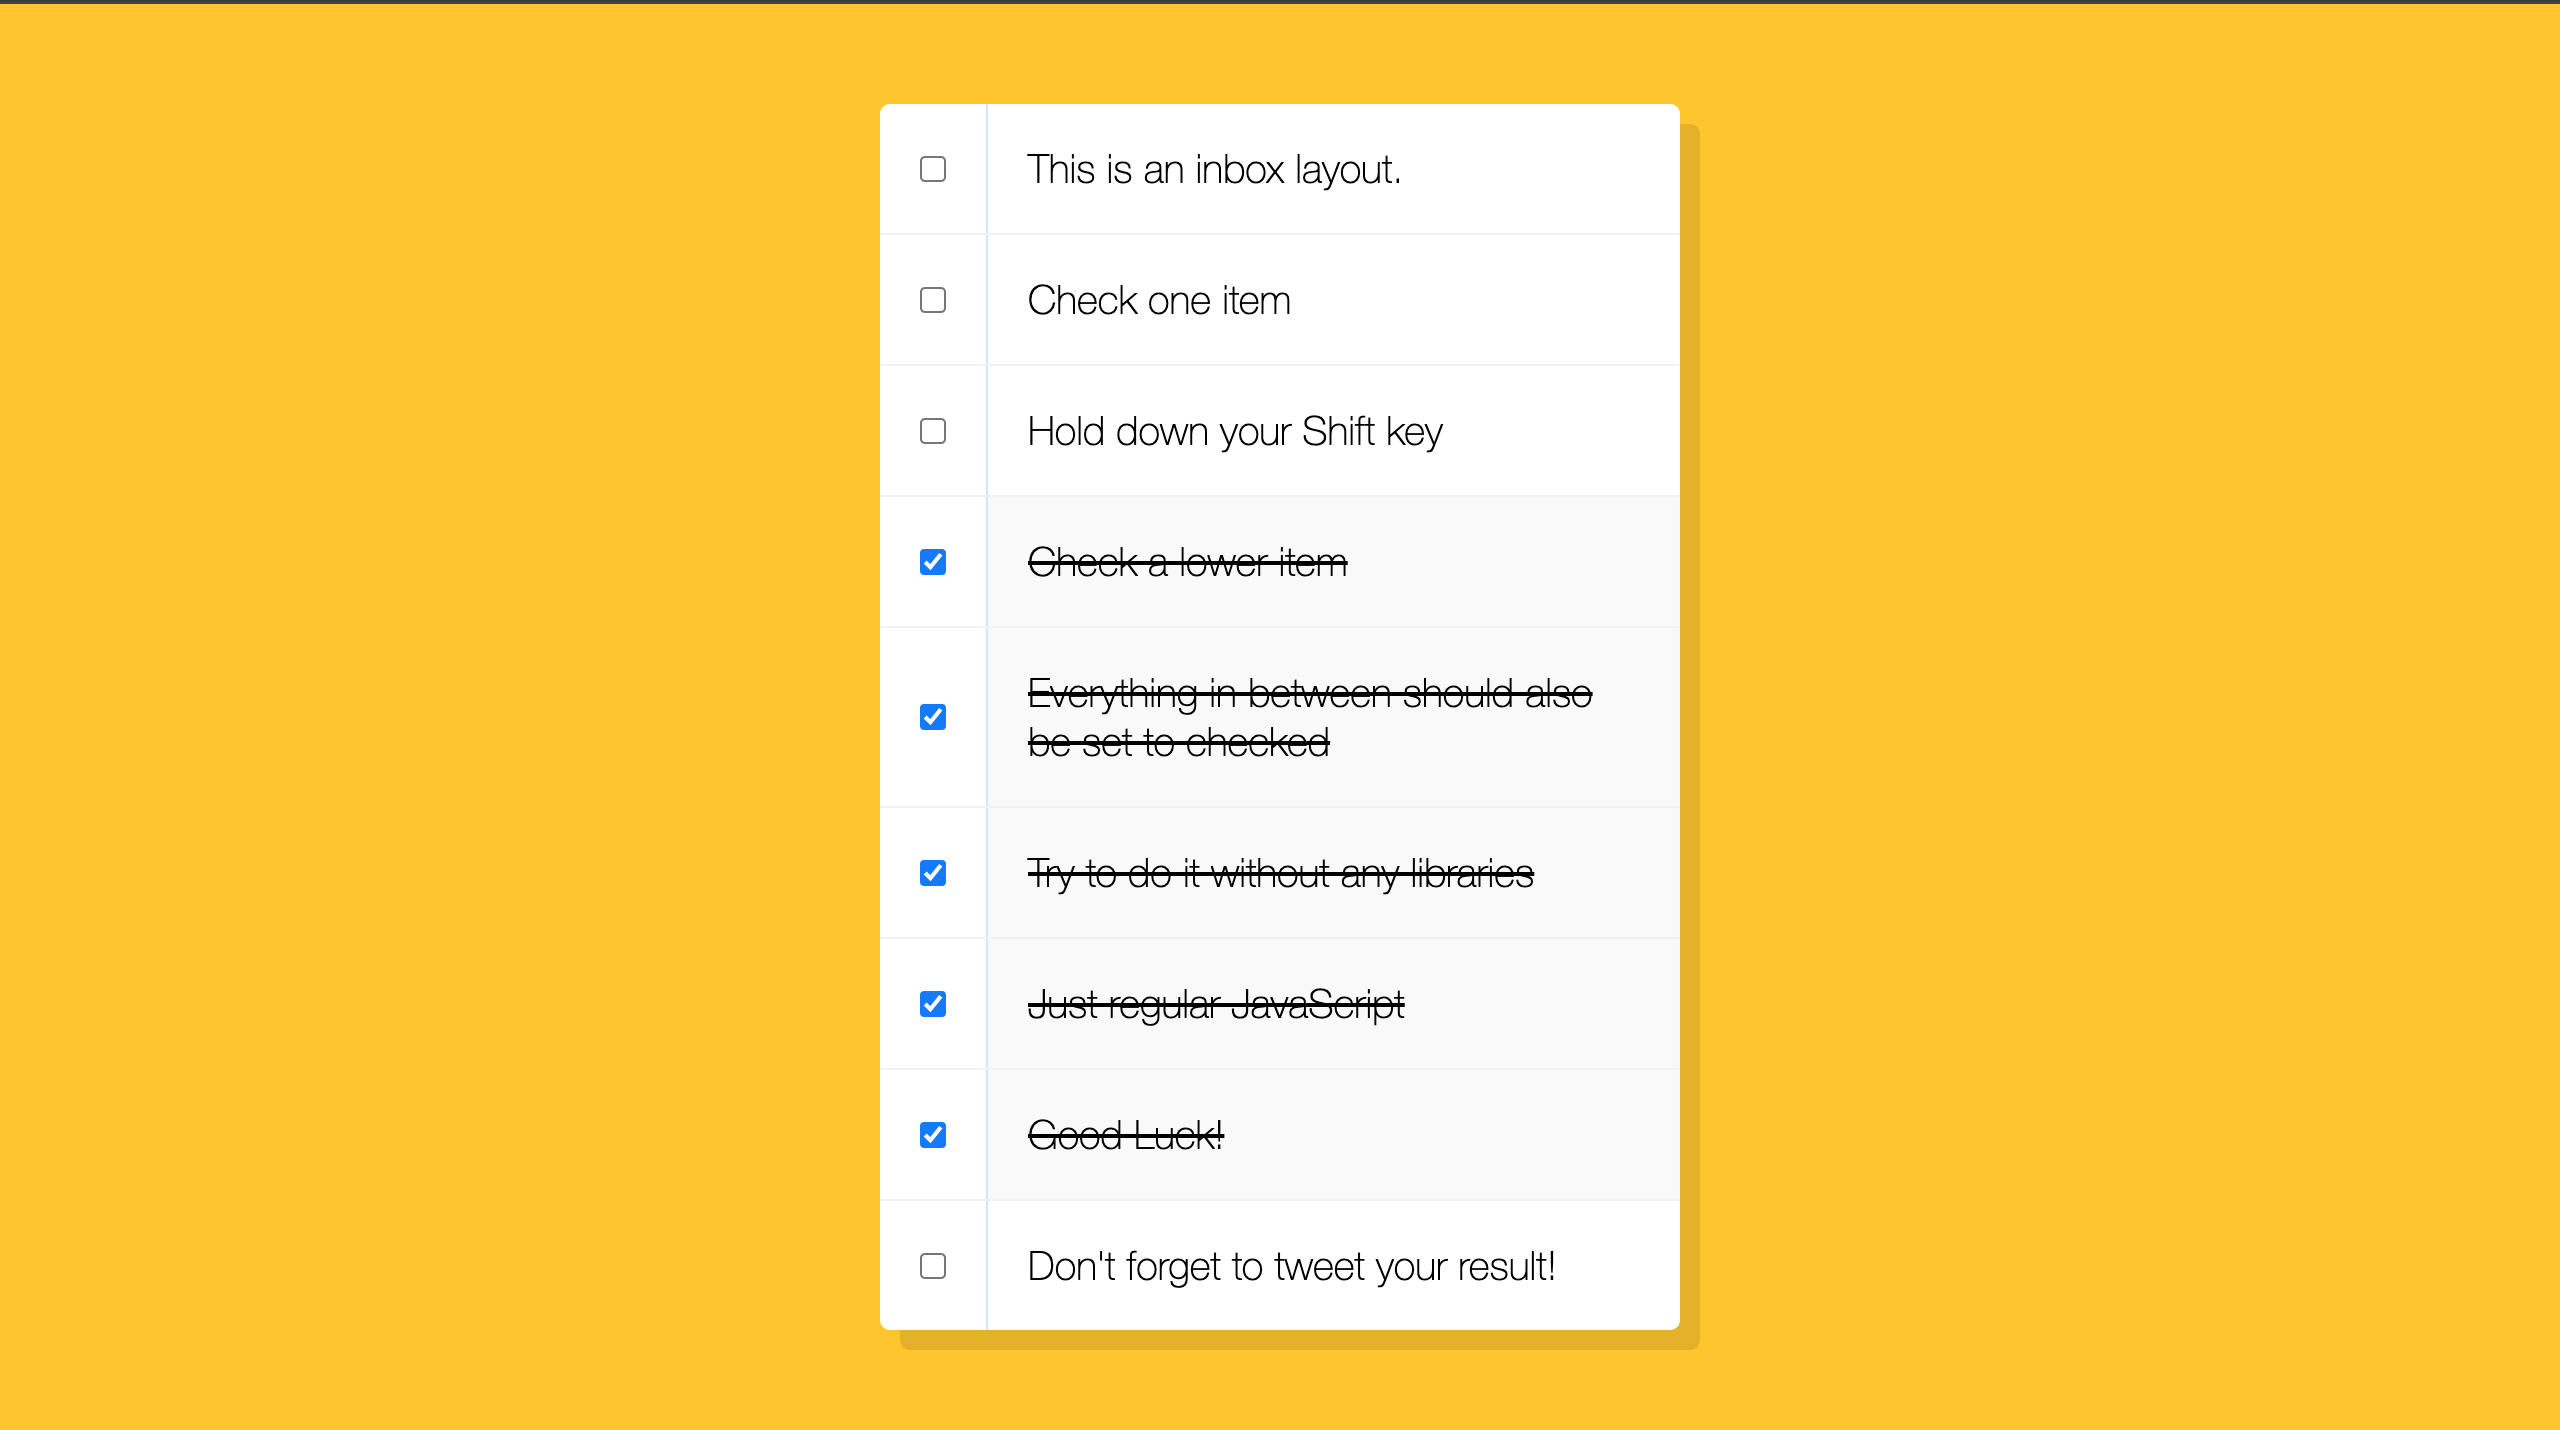 This is an inbox layout.
Check one item
Hold down your Shift key
Check a lower item
Everything in between should also
be set to checked
Try to do it without any libraries
Just regular JavaScript
Good Luck!
Don't forget to tweet your result!